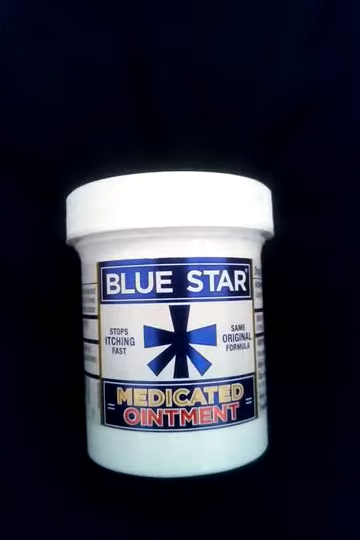 BLUE STAR
STOPS
ITCHING
FAST
SAME
ORIGINAL
FORMULA
MEDICATED
OINTMENT